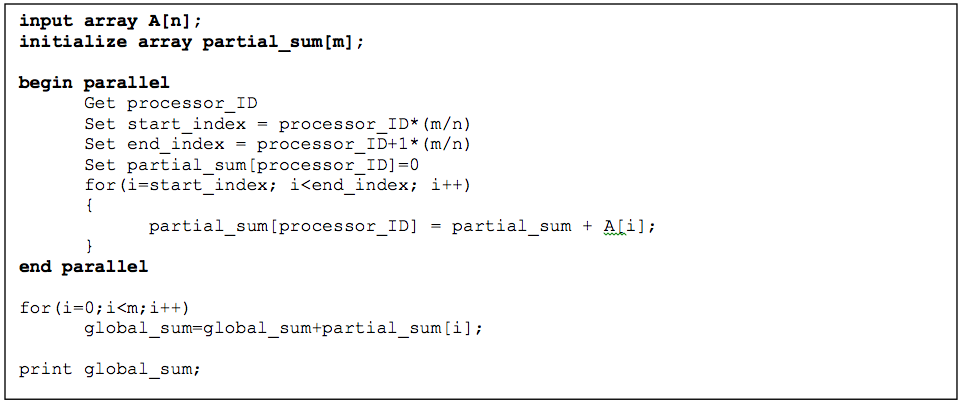 input array A[n];
initialize array partial_sum[m];
begin parallel
Get processor_ID
Set start_index = processor_ID*(m/n)
Set end_index = processor_ID+1*(m/n)
Set partial_sum[processor_ID]=0
for(i=start_index; i<end_index; i++)
{
partial_sum[processor_ID] = partial_sum + A[i];
}
end parallel
for(i=0;i<m;i++)
global_sum=global_sum+partial_sum[i];
print global_sum;